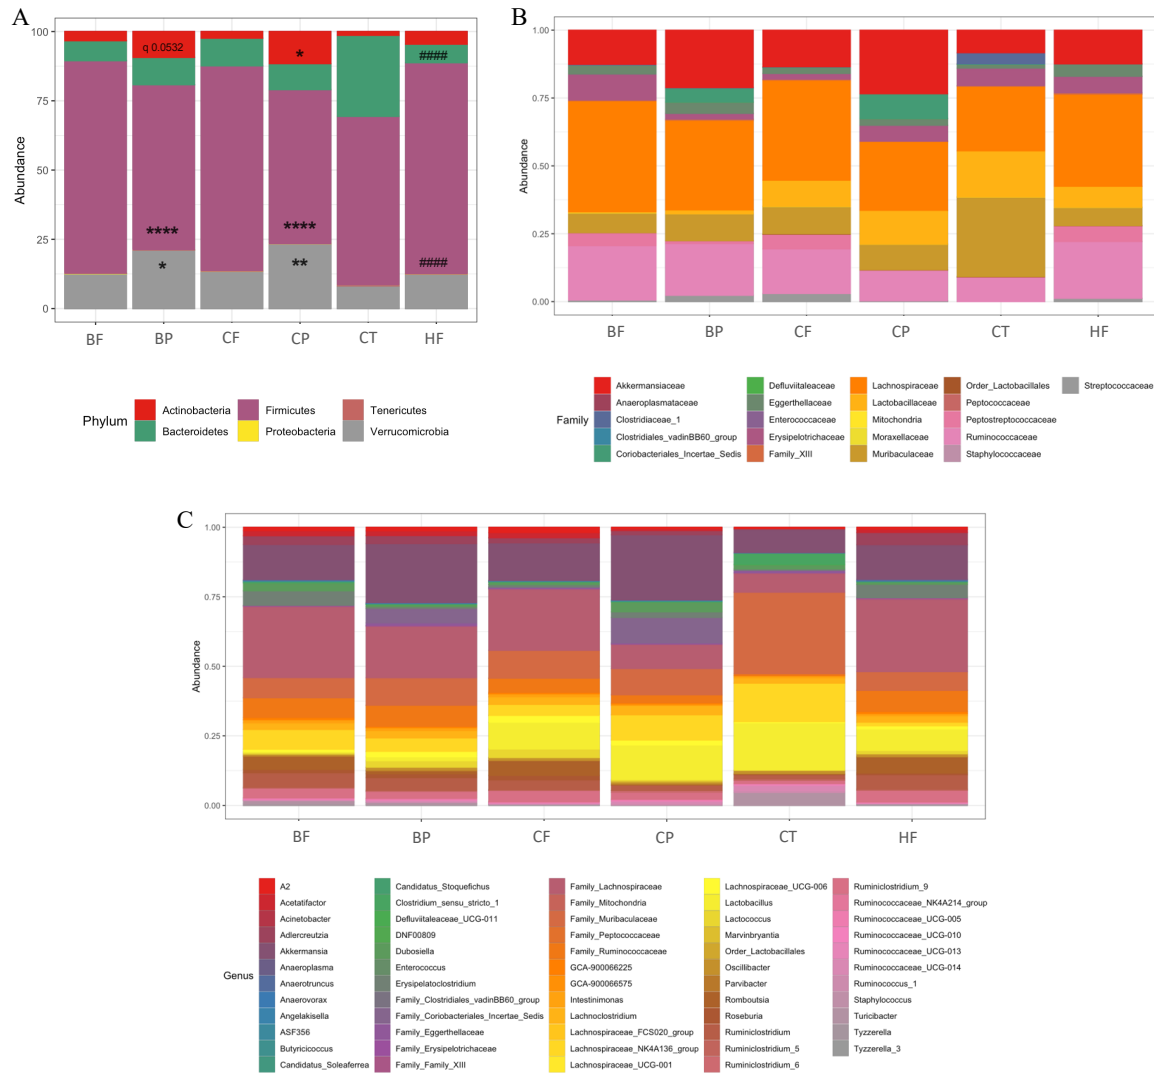 A
100
75
50
25
0
Abundance
q 0.0532
*
####
****
****
*
**
####
BF BP CF CP CT HF
Phylum
Actinobacteria Firmicutes Tenericutes
Bacteroidetes Proteobacteria Verrucomicrobia
B
1.00
0.75
0.50
0.25
0.00
Abundance
BF BP CF CP CT HF
Family
Akkermansiaceae Defluviitaleaceae Lachnospiraceae Order_Lactobacillales Streptococcaceae
Anaeroplasmataceae Eggerthellaceae Lactobacillaceae Peptococcaceae
Clostridiaceae_1 Enterococcaceae Mitochondria Peptostreptococcaceae
Clostridiales_vadinBB60_group Erysipelotrichaceae Moraxellaceae Ruminococcaceae
Coriobacteriales_Incertae_Sedis Family_XIII Muribaculaceae Staphylococcaceae
C
1.00
0.75
0.50
0.25
0.00
Abundance
BF BP CF CP CT HF
Genus
A2 Candidatus_Stoquefichus Family_Lachnospiraceae Lachnospiraceae_UCG-006 Ruminiclostridium_9
Acetatifactor Clostridium_sensu_stricto_1 Family_Mitochondria Lactobacillus Ruminococcaceae_NK4A214_group
Acinetobacter Defluviitaleaceae_UCG-011 Family_Muribaculaceae Lactococcus Ruminococcaceae_UCG-005
Adlercreutzia DNF00809 Family_Peptococcaceae Marvinbryantia Ruminococcaceae_UCG-010
Akkermansia Dubosiella Family_Ruminococcaceae Order_Lactobacillales Ruminococcaceae_UCG-013
Anaeroplasma Enterococcus GCA-900066225 Oscillibacter Ruminococcaceae_UCG-014
Anaerotruncus Erysipelatoclostridium GCA-900066575 Parvibacter Ruminococcus_1
Anaerovorax Family_Clostridiales_vadinBB60_group Intestinimonas Romboutsia Staphylococcus
Angelakisella Family_Coriobacteriales_Incertae_Sedis Lachnoclostridium Roseburia Turicibacter
ASF356 Family_Eggerthellaceae Lachnospiraceae_FCS020_group Ruminiclostridium Tyzzerella
Butyricicoccus Family_Erysipelotrichaceae Lachnospiraceae_NK4A136_group Ruminiclostridium_5 Tyzzerella_3
Candidatus_Soleaferrea Family_Family_XIII Lachnospiraceae_UCG-001 Ruminiclostridium_6